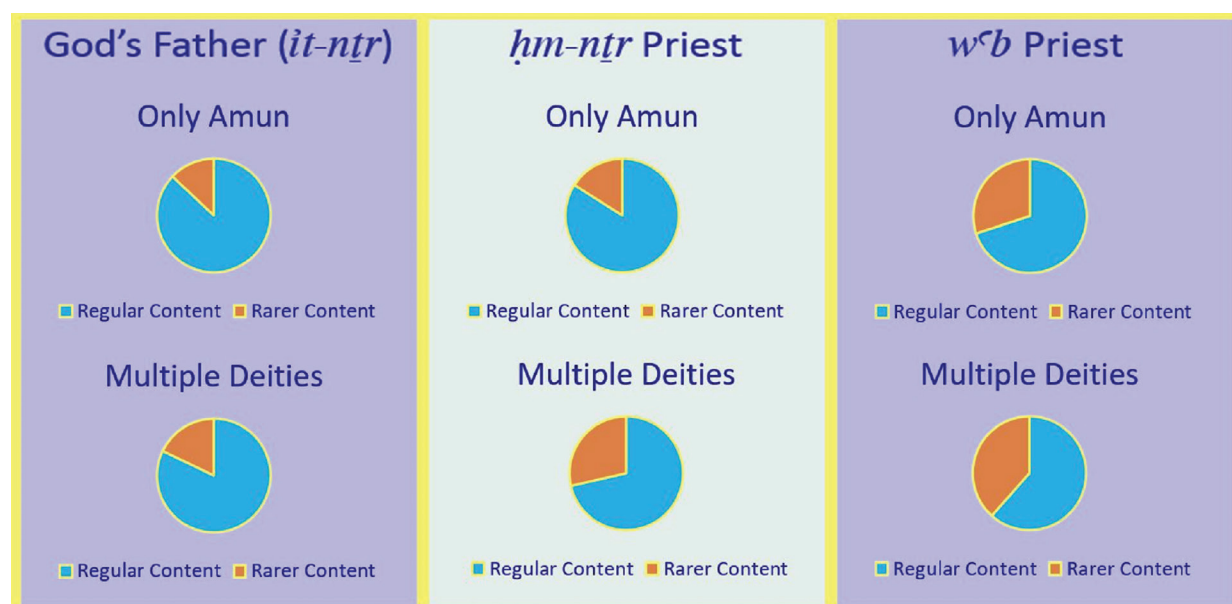 God's Father (ỉt-nṯr)
Only Amun
Regular Content Rarer Content
Multiple Deities
Regular Content Rarer Content
ḥm-nṯr Priest
Only Amun
Regular Content Rarer Content
Multiple Deities
Regular Content Rarer Content
wꜥb Priest
Only Amun
Regular Content Rarer Content
Multiple Deities
Regular Content Rarer Content